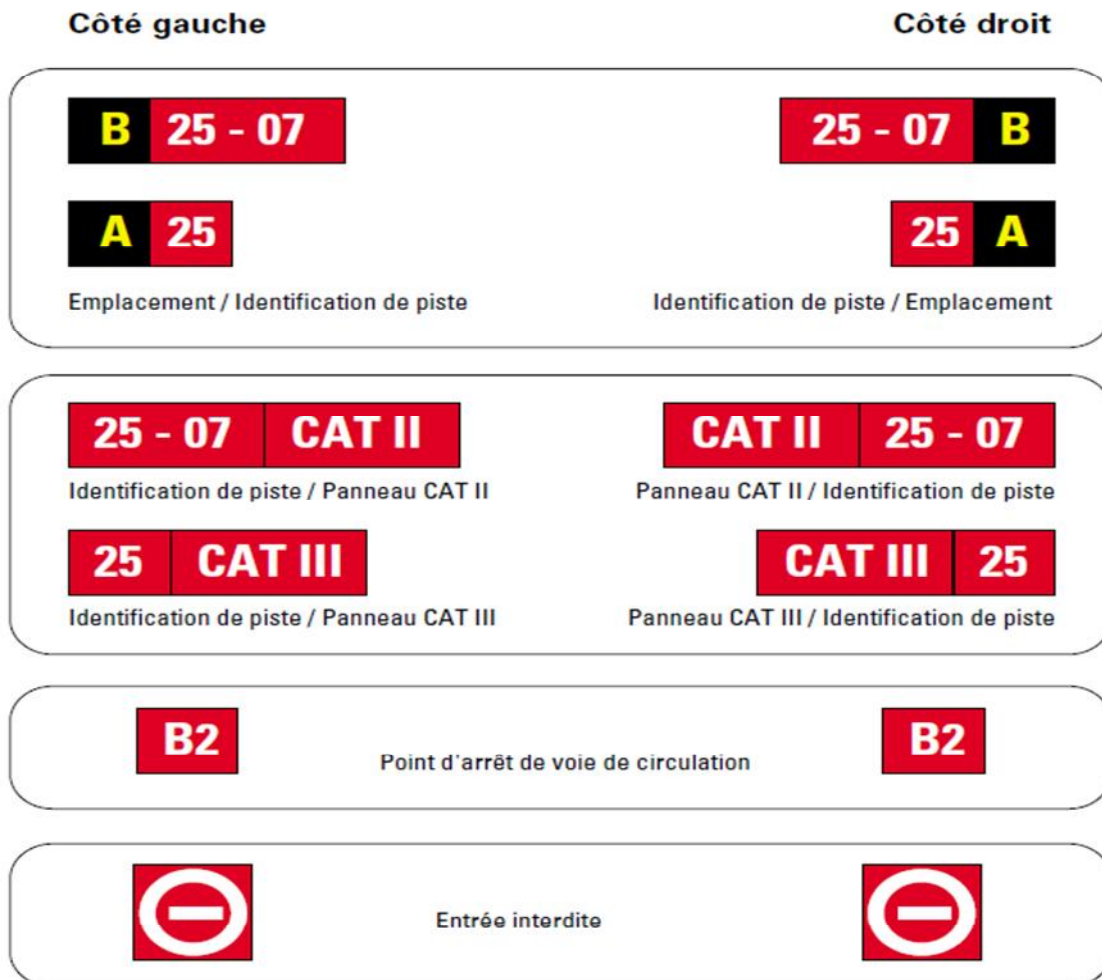 Côté gauche Côté droit
B 25 - 07 25 - 07 B
A 25 25 A
Emplacement / Identification de piste Identification de piste / Emplacement
25 - 07 CAT II CAT II 25 - 07
Identification de piste / Panneau CAT II Panneau CAT II / Identification de piste
25 CAT III CAT III 25
Identification de piste / Panneau CAT III Panneau CAT III / Identification de piste
B2 Point d'arrêt de voie de circulation B2
Entrée interdite